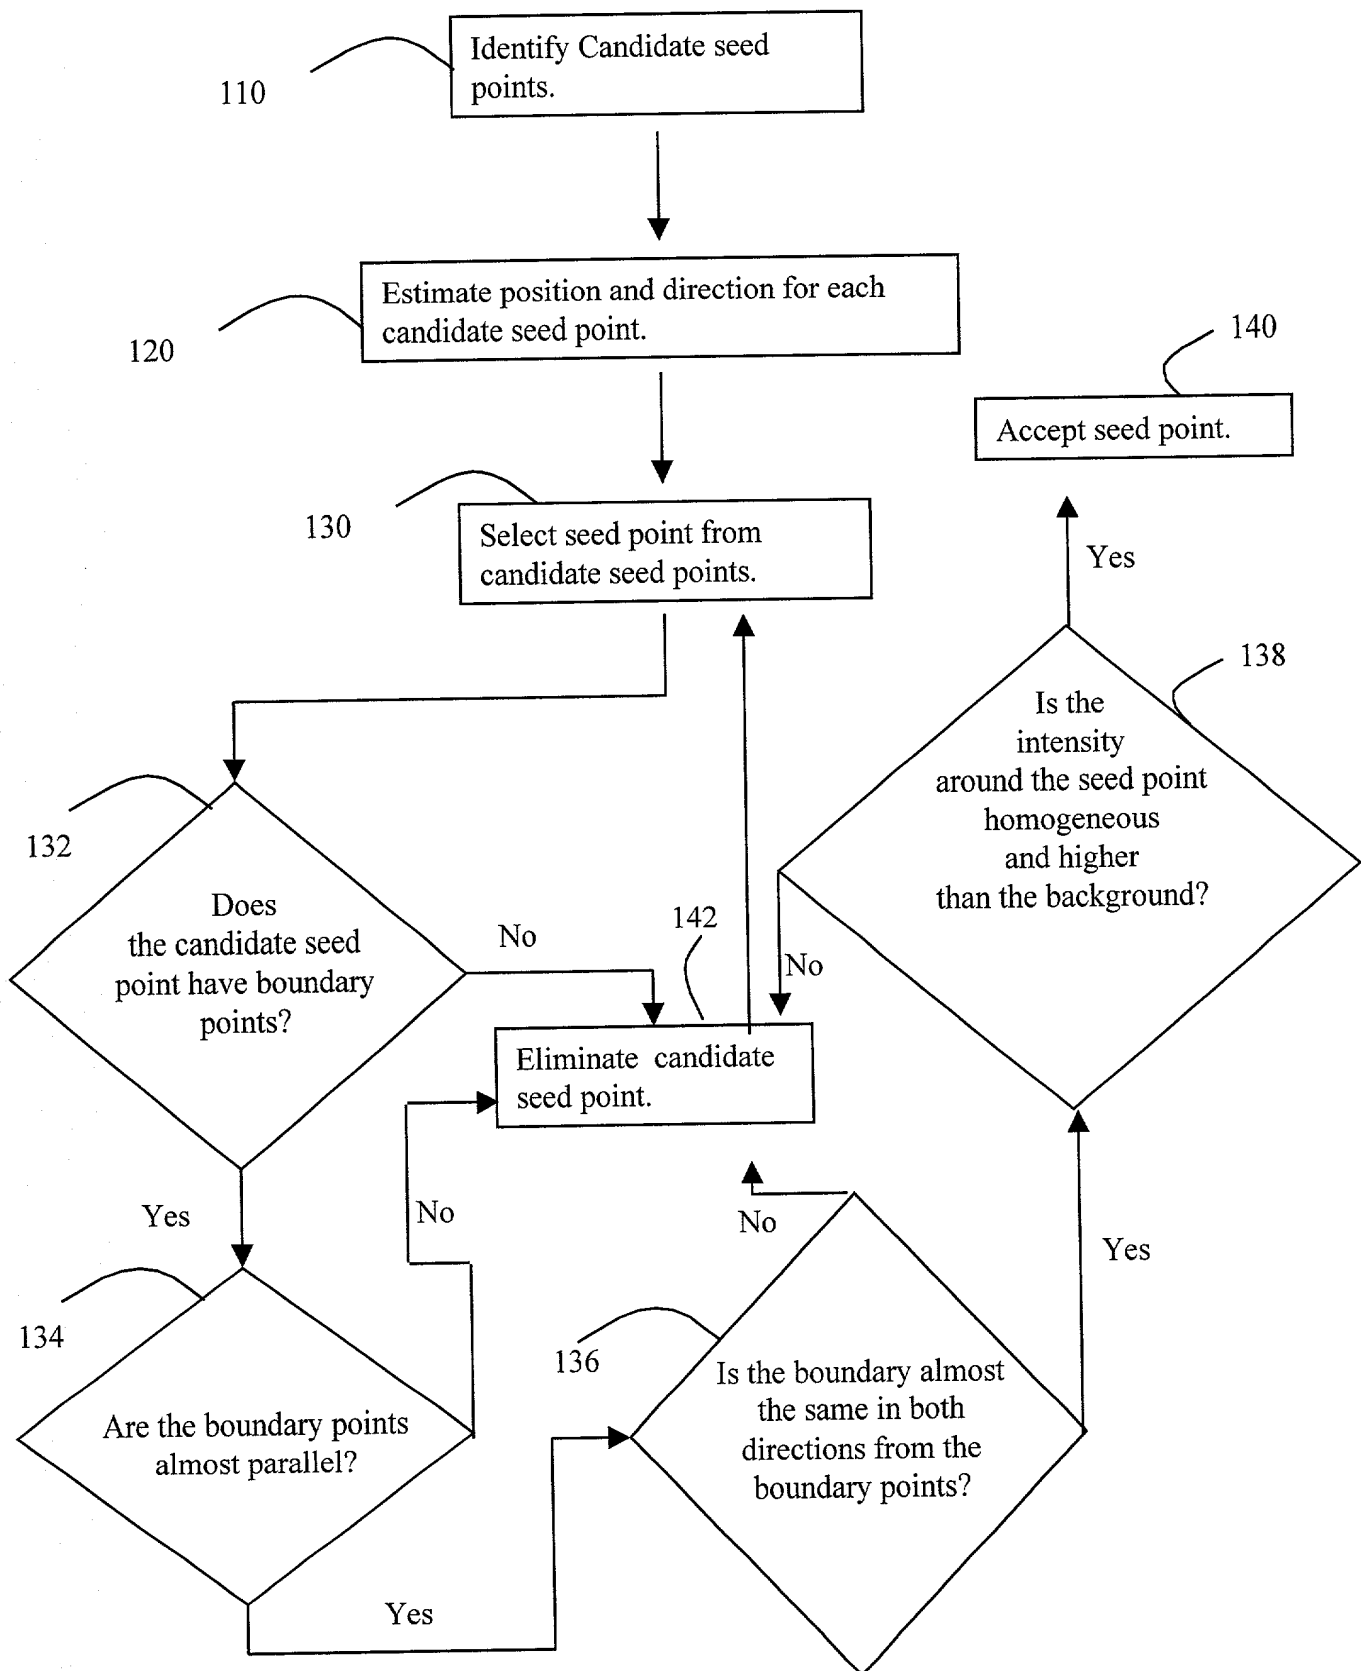 Identify Candidate seed
points.
110
Estimate position and direction for each
candidate seed point.
120
140
Accept seed point.
130
Select seed point from
candidate seed points.
Yes
138
Is the
intensity
around the seed point
homogeneous
and higher
than the background?
132
Does
the candidate seed
point have boundary
points?
No
142
No
Eliminate  candidate
seed point.
Yes
No
No
Yes
134
Are the boundary points
almost parallel?
136
Is the boundary almost
the same in both
directions from the
boundary points?
Yes